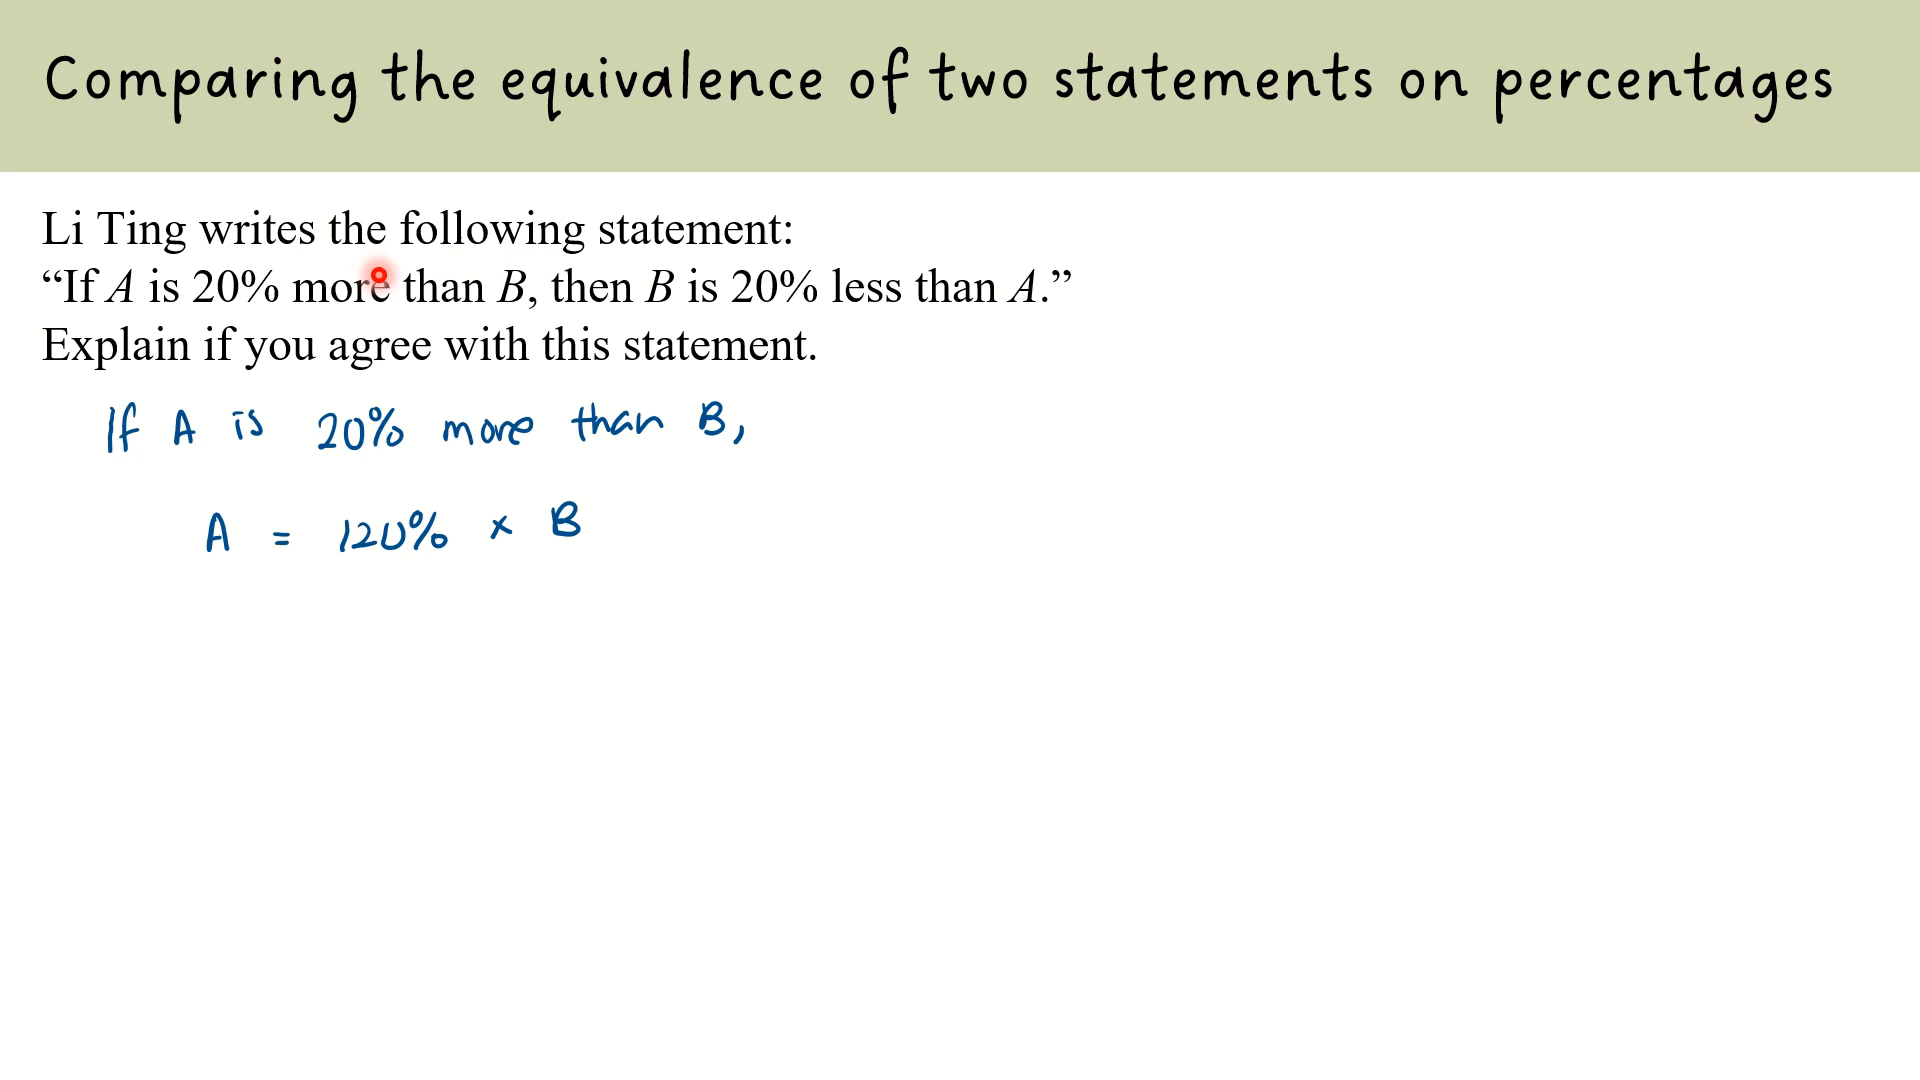 Comparing the equivalence of two statements on percentages
Li Ting writes the following statement:
“If A is 20% more than B, then B is 20% less than A.”
Explain if you agree with this statement.
If A is 20% more than B,
A = 120% × B